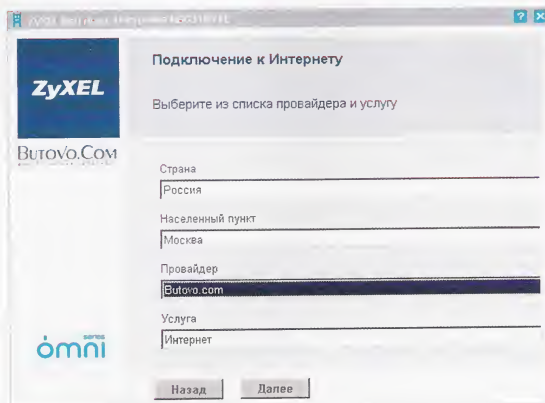 Подключение к Интернету
ZyXEL
Выберите из списка провайдера и услугу
BUTOVO.COM
Страна
Россия
Населенный пункт
Москва
Провайдер
Butovo.com
Услуга
Интернет
omni series
Назад
Далее